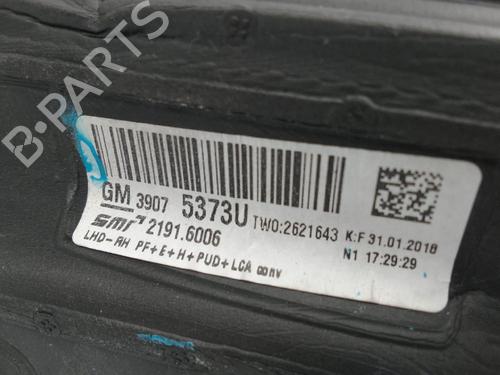 B-PARTS
GM 3907 5373U TWO:2621643 K:F 31.01.2018
SMR 2191.6006 N1 17:29:29
LHD-RH PF+E+H+PUD+LCA conv